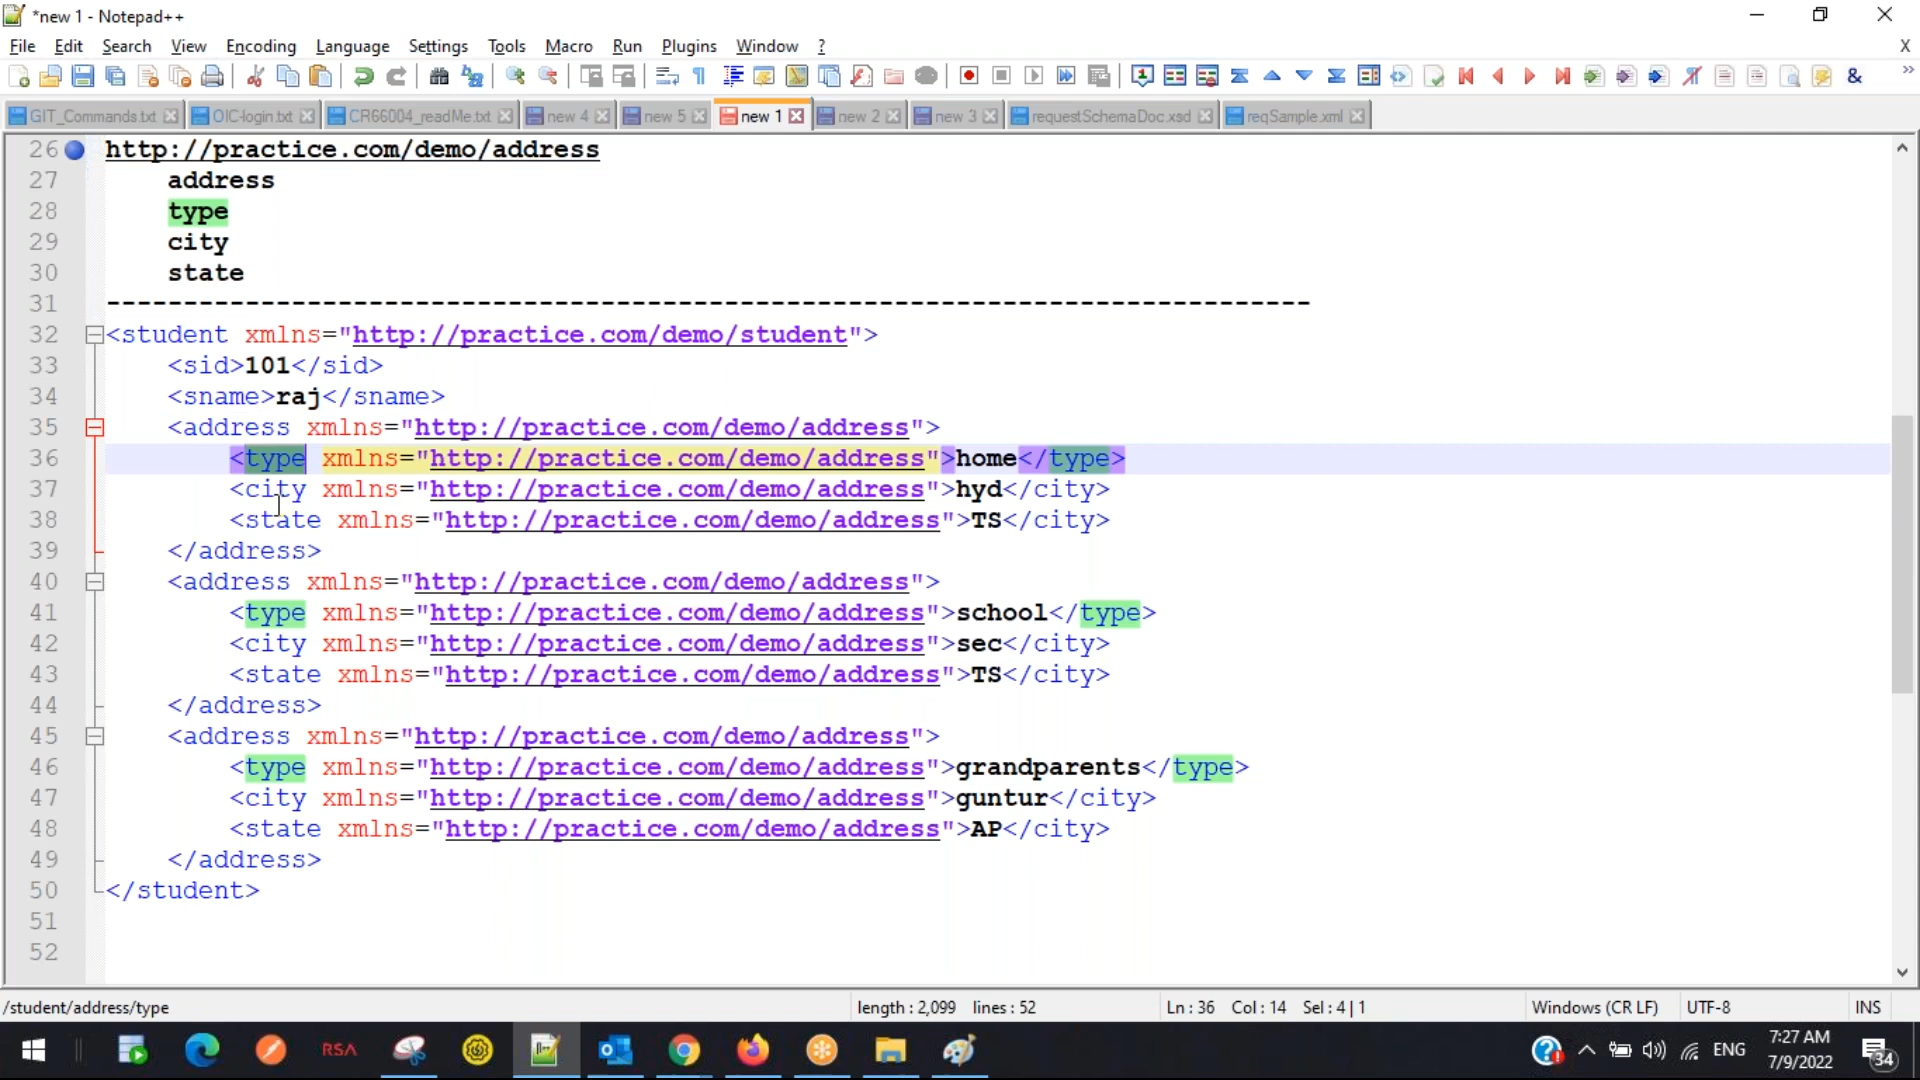 *new 1 - Notepad++
File Edit Search View Encoding Language Settings Tools Macro Run Plugins Window ? X
GIT_Commands.txt OIC-login.txt CR66004_readMe.txt new 4 new 5 new 1 new 2 new 3 requestSchemaDoc.xsd reqSample.xml
26 http://practice.com/demo/address
27 address
28 type
29 city
30 state
31 ------------------------------------------------------------------------------
32 <student xmlns="http://practice.com/demo/student">
33 <sid>101</sid>
34 <sname>raj</sname>
35 <address xmlns="http://practice.com/demo/address">
36 <type xmlns="http://practice.com/demo/address">home</type>
37 <city xmlns="http://practice.com/demo/address">hyd</city>
38 <state xmlns="http://practice.com/demo/address">TS</city>
39 </address>
40 <address xmlns="http://practice.com/demo/address">
41 <type xmlns="http://practice.com/demo/address">school</type>
42 <city xmlns="http://practice.com/demo/address">sec</city>
43 <state xmlns="http://practice.com/demo/address">TS</city>
44 </address>
45 <address xmlns="http://practice.com/demo/address">
46 <type xmlns="http://practice.com/demo/address">grandparents</type>
47 <city xmlns="http://practice.com/demo/address">guntur</city>
48 <state xmlns="http://practice.com/demo/address">AP</city>
49 </address>
50 </student>
51
52
/student/address/type length : 2,099 lines : 52 Ln : 36 Col : 14 Sel : 4 | 1 Windows (CR LF) UTF-8 INS
RSA ENG 7:27 AM
7/9/2022 34